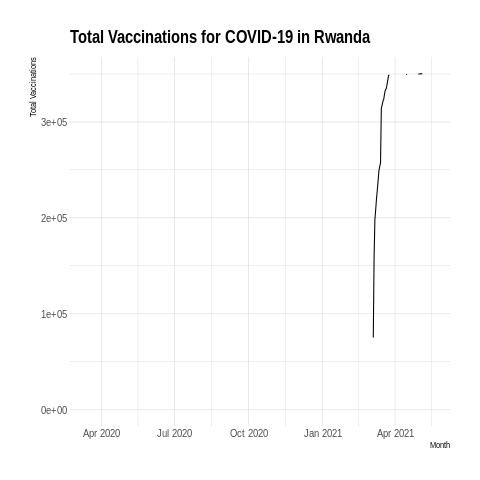 Total Vaccinations for COVID-19 in Rwanda
Total Vaccinations
3e+05
2e+05
1e+05
0e+00
Apr 2020 Jul 2020 Oct 2020 Jan 2021 Apr 2021
Month